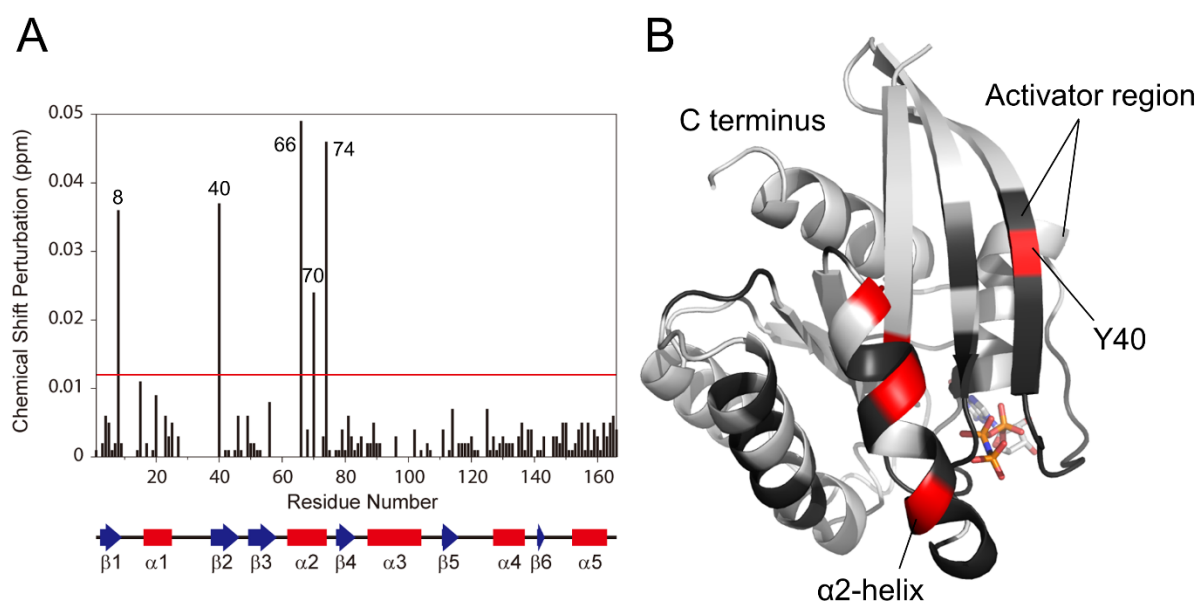 A
Chemical Shift Perturbation (ppm)
0.05
0.04
0.03
0.02
0.01
0
8
40
66
70
74
20
40
60
80
100
120
140
160
Residue Number
β1
α1
β2
β3
α2
β4
α3
β5
α4
β6
α5
B
Activator region
C terminus
Y40
α2-helix